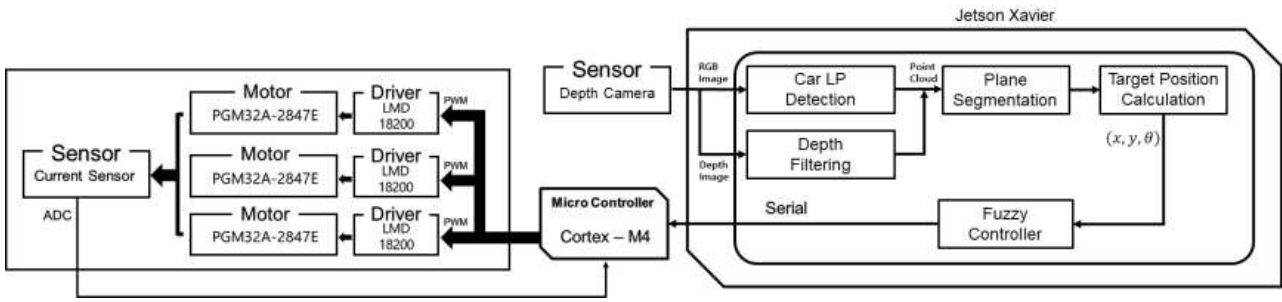 Jetson Xavier
Sensor
Depth Camera
RGB
Image
Depth
Image
Car LP
Detection
Depth
Filtering
Point
Cloud
Plane
Segmentation
Target Position
Calculation
(x, y, θ)
Fuzzy
Controller
Serial
Micro Controller
Cortex – M4
Motor
PGM32A-2847E
Driver
LMD
18200
PWM
Motor
PGM32A-2847E
Driver
LMD
18200
PWM
Motor
PGM32A-2847E
Driver
LMD
18200
PWM
Sensor
Current Sensor
ADC